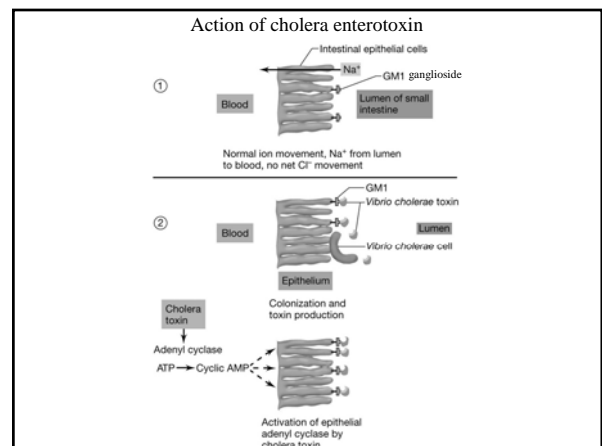 Action of cholera enterotoxin
Intestinal epithelial cells
Na⁺
GM1 ganglioside
①
Blood
Lumen of small
intestine
Normal ion movement, Na⁺ from lumen
to blood, no net Cl⁻ movement
GM1
Vibrio cholerae toxin
②
Blood
Lumen
Vibrio cholerae cell
Epithelium
Colonization and
toxin production
Cholera
toxin
Adenyl cyclase
ATP → Cyclic AMP
Activation of epithelial
adenyl cyclase by
cholera toxin